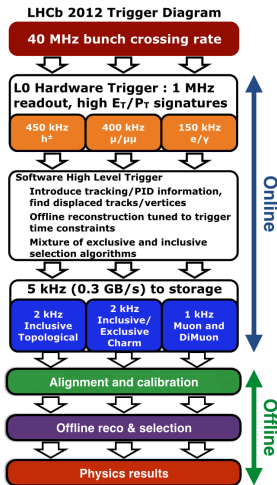 LHCb 2012 Trigger Diagram
40 MHz bunch crossing rate
L0 Hardware Trigger : 1 MHz
readout, high E_T/P_T signatures
450 kHz
h±
400 kHz
μ/μμ
150 kHz
e/γ
Software High Level Trigger
Introduce tracking/PID information,
find displaced tracks/vertices
Offline reconstruction tuned to trigger
time constraints
Mixture of exclusive and inclusive
selection algorithms
5 kHz (0.3 GB/s) to storage
2 kHz
Inclusive
Topological
2 kHz
Inclusive/
Exclusive
Charm
1 kHz
Muon and
DiMuon
Online
Alignment and calibration
Offline reco & selection
Physics results
Offline